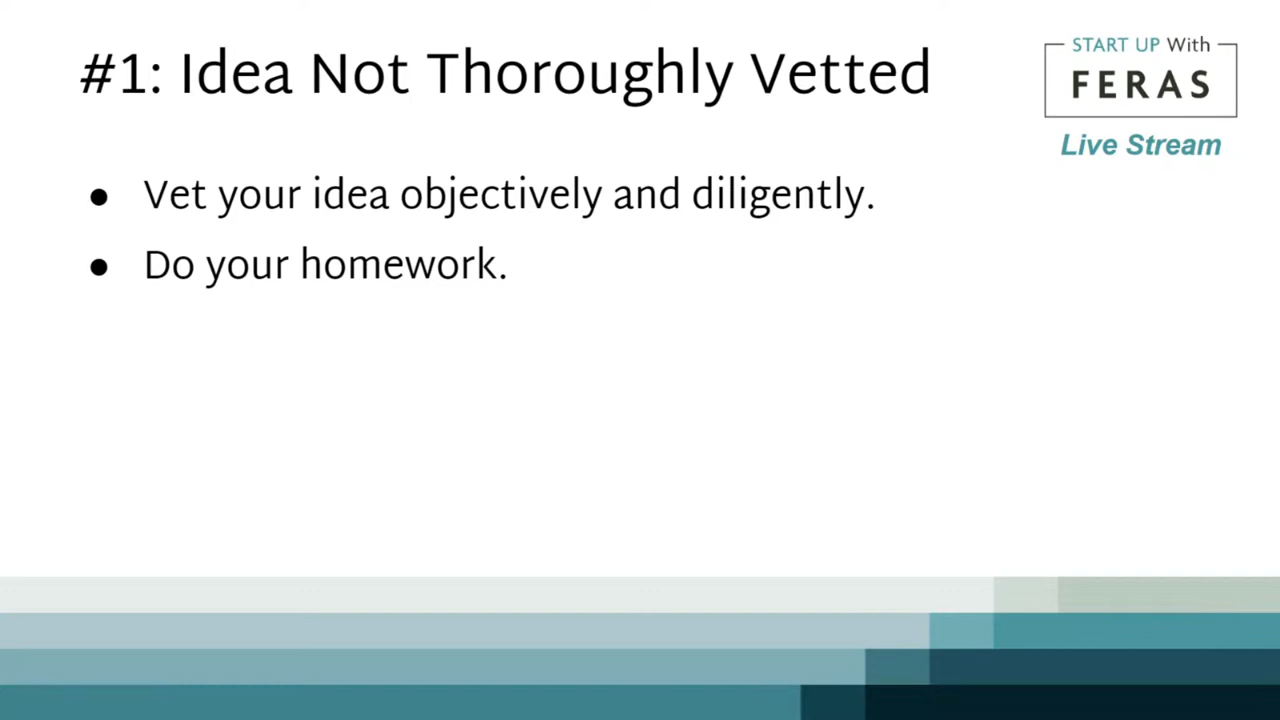 #1: Idea Not Thoroughly Vetted
START UP With
FERAS
Live Stream
● Vet your idea objectively and diligently.
● Do your homework.